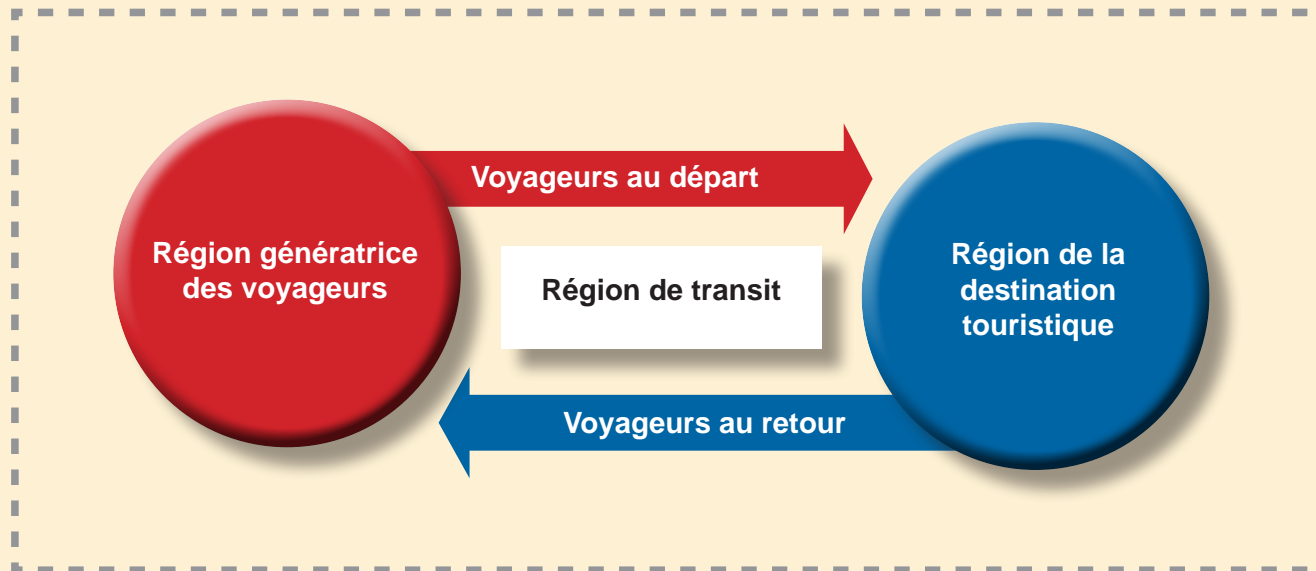 Voyageurs au départ
Région génératrice
des voyageurs
Région de transit
Région de la
destination
touristique
Voyageurs au retour